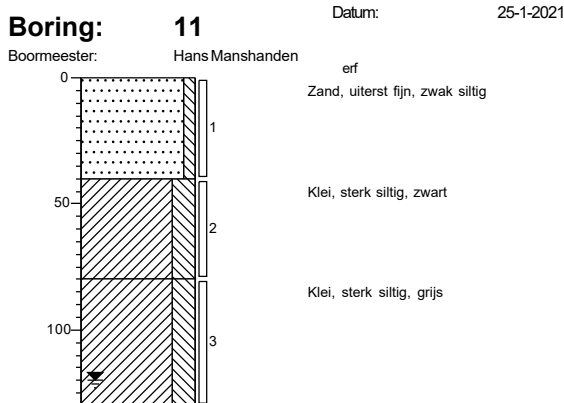 Datum: 25-1-2021
Boring: 11
Boormeester: Hans Manshanden
erf
0
Zand, uiterst fijn, zwak siltig
1
Klei, sterk siltig, zwart
50
2
Klei, sterk siltig, grijs
100
3